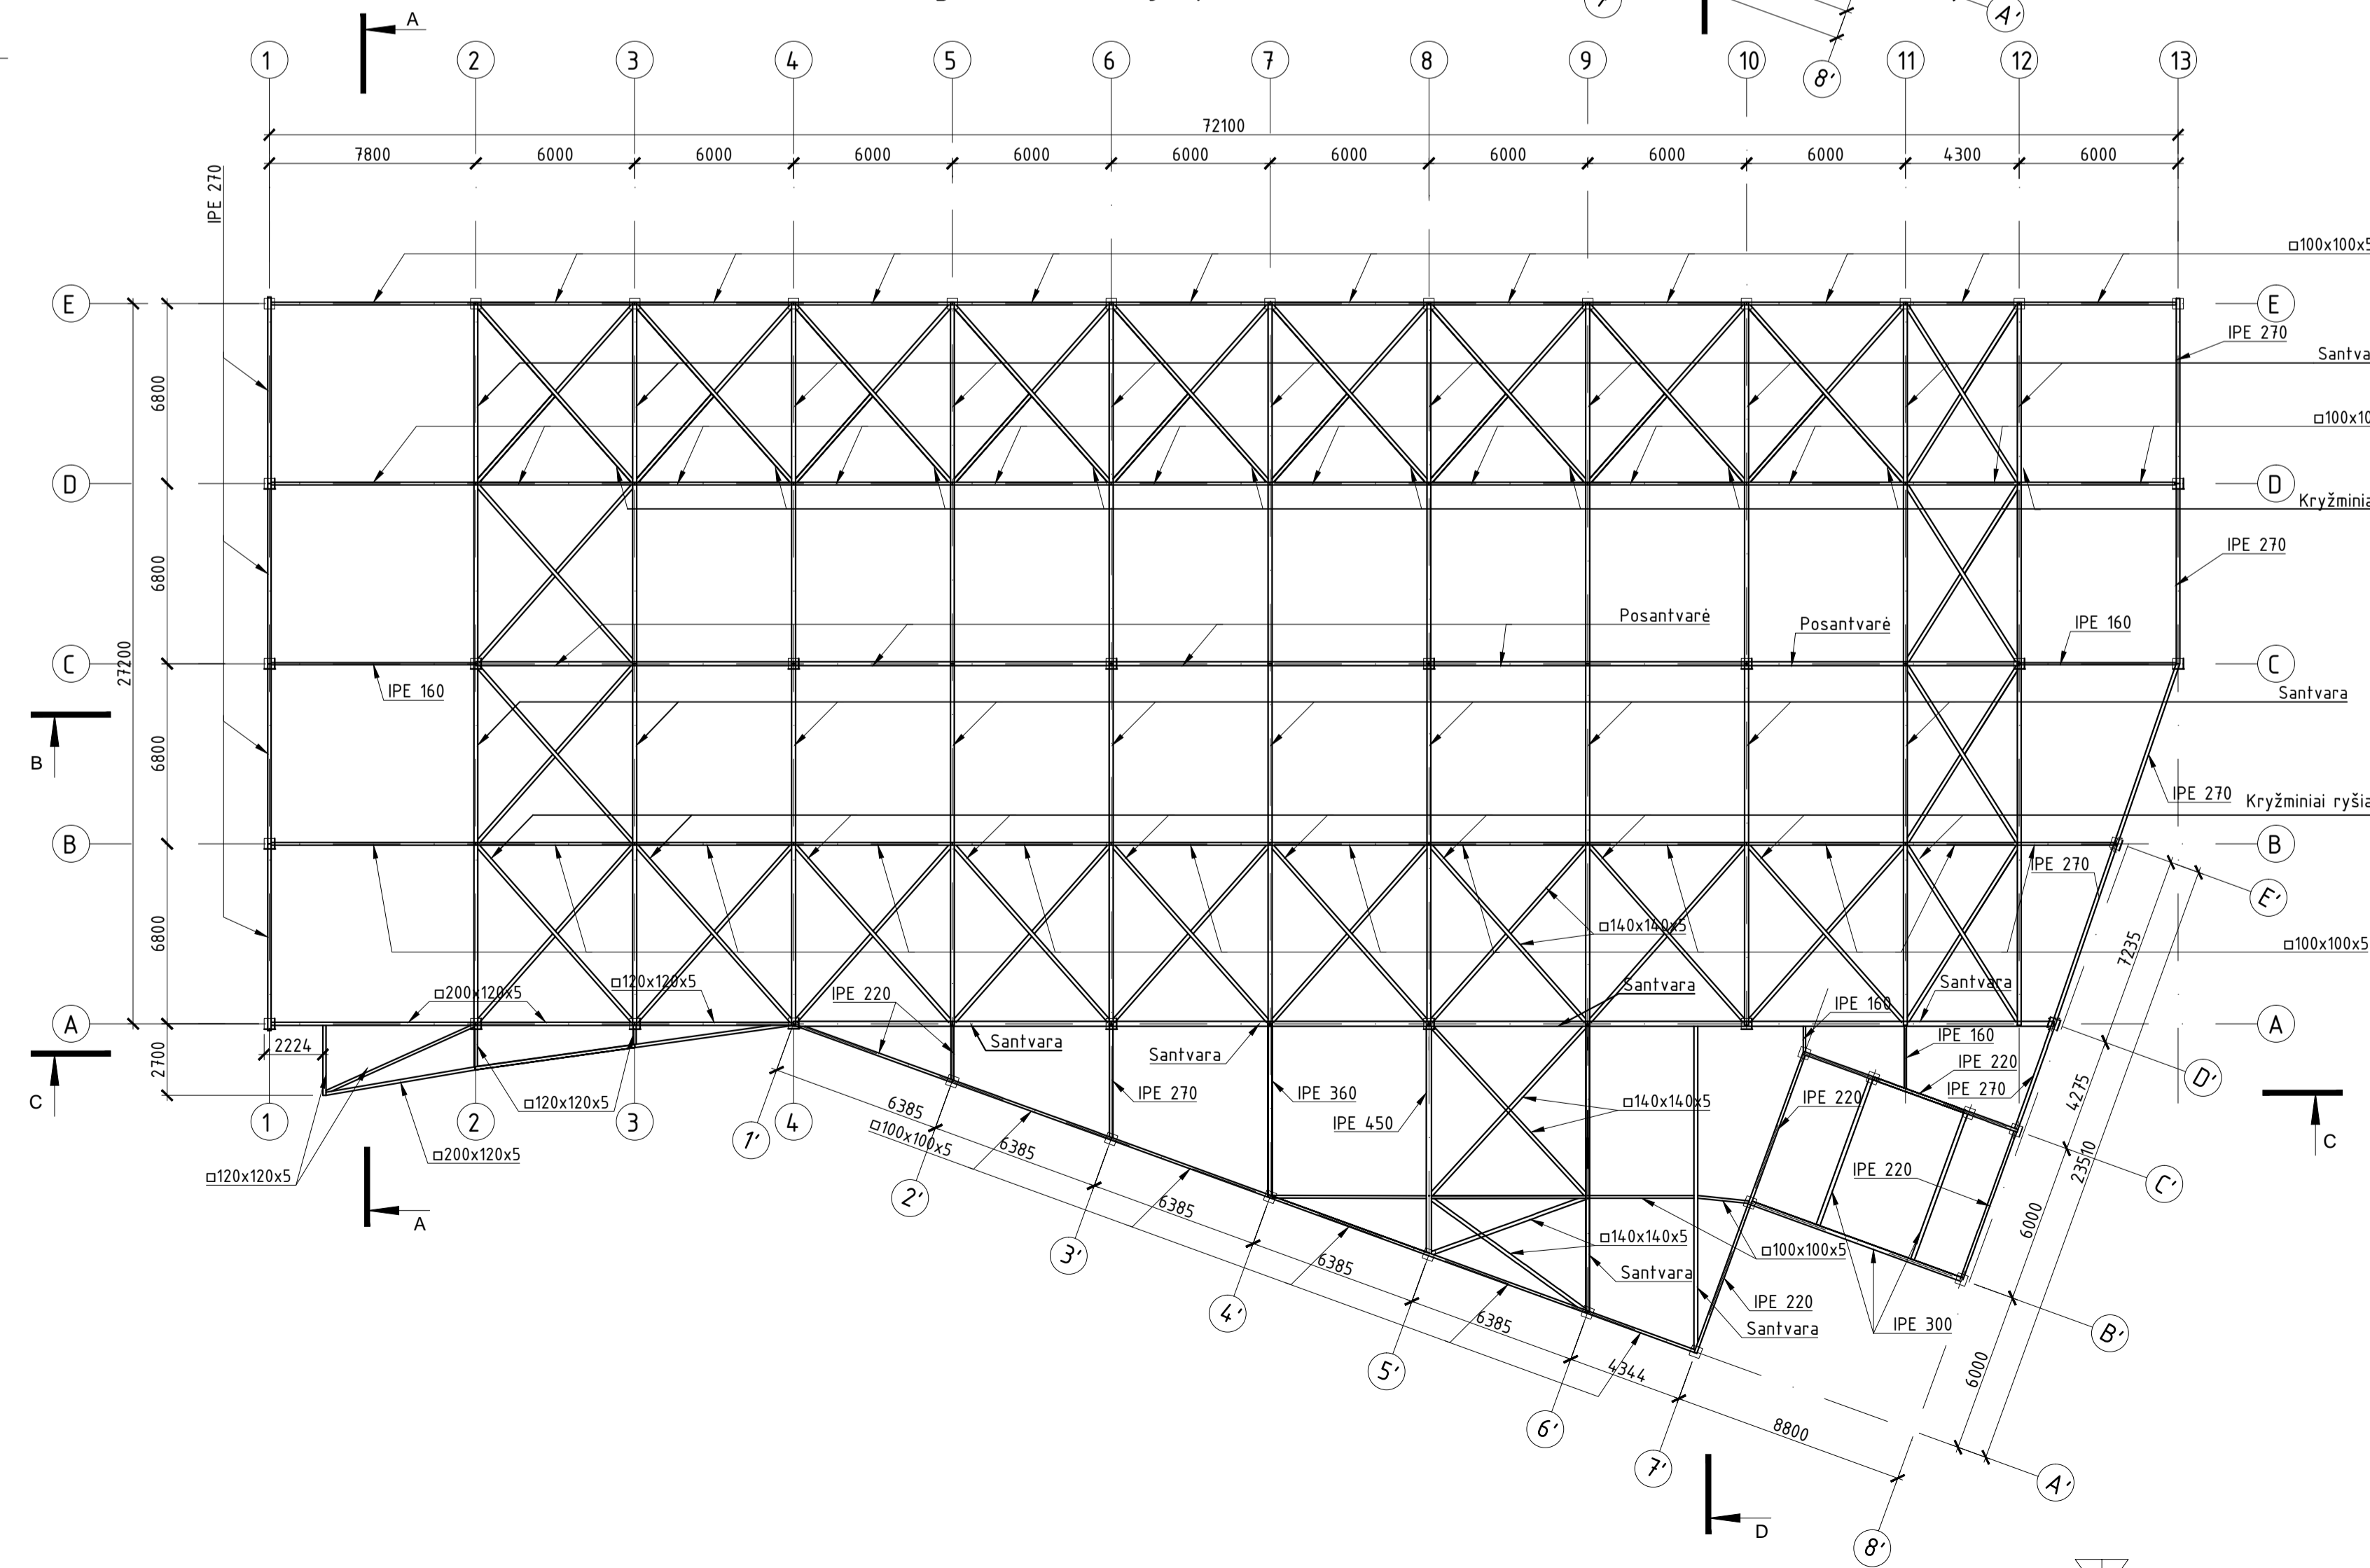 A
7'
A'
8'
1 2 3 4 5 6 7 8 9 10 11 12 13
72100
7800 6000 6000 6000 6000 6000 6000 6000 6000 6000 4300 6000
IPE 270
□100x100x5
E E
IPE 270
Santva
6800
□100x10
D D
Kryžminia
6800
IPE 270
Posantvarė Posantvarė IPE 160
27200
C C
IPE 160
Santvara
B
6800
IPE 270 Kryžminiai ryšia
B B
IPE 270
E'
6800
□140x140x5
7235
□100x100x5
□200x120x5 □120x120x5 IPE 220 Santvara IPE 160 Santvara
A A
2224 Santvara Santvara IPE 160
2700
IPE 220
D'
C
□120x120x5 IPE 270 IPE 360 IPE 450 □140x140x5 IPE 220 IPE 270 4275
1 2 3 1' 4
6385 □100x100x5
6385
C
□200x120x5
□120x120x5
IPE 220
23510
C'
2' 6385
A
6000
3' 6385 □140x140x5 □100x100x5
Santvara
4' 6385 IPE 220
Santvara
IPE 300
B'
5' 4344 6000
6' 8800
7'
A'
D
8'